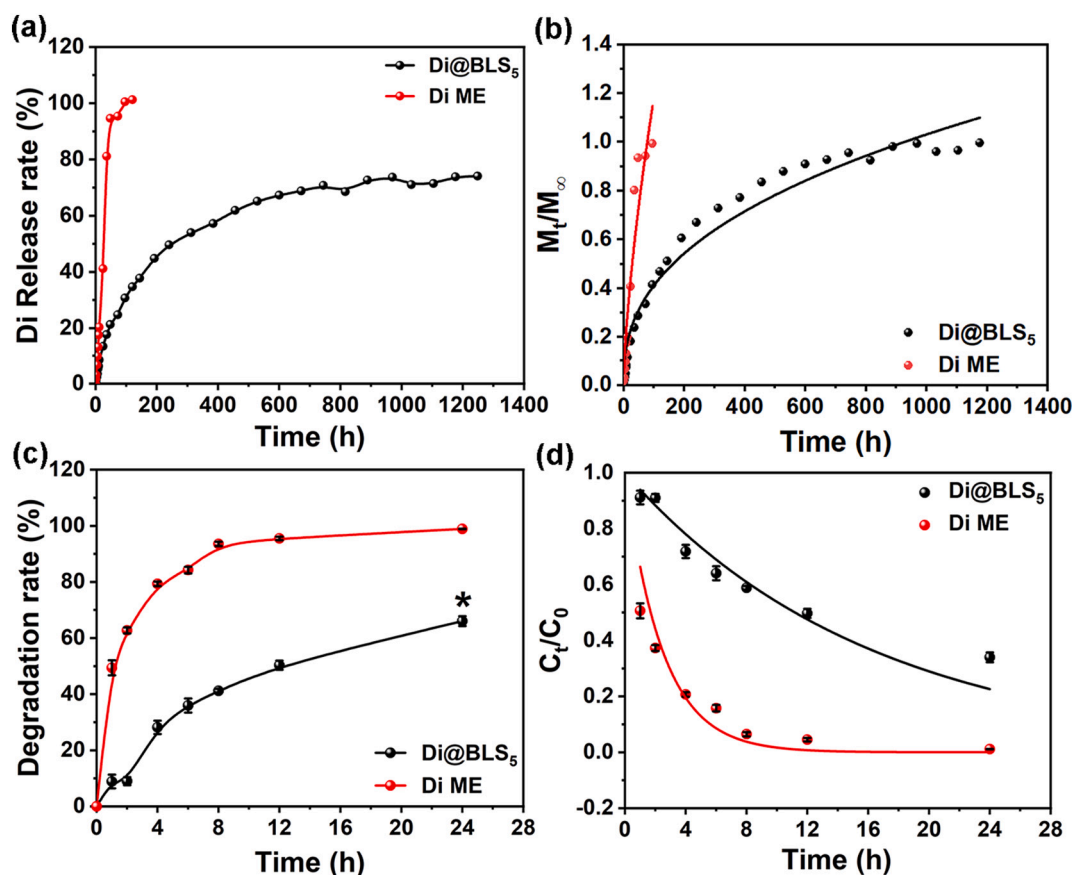 (a)
Di Release rate (%)
120
100
80
60
40
20
0
Di@BLS₅
Di ME
0 200 400 600 800 1000 1200 1400
Time (h)
(b)
Mₜ/M∞
1.4
1.2
1.0
0.8
0.6
0.4
0.2
0.0
Di@BLS₅
Di ME
0 200 400 600 800 1000 1200 1400
Time (h)
(c)
Degradation rate (%)
120
100
80
60
40
20
0
*
Di@BLS₅
Di ME
0 4 8 12 16 20 24 28
Time (h)
(d)
Cₜ/C₀
1.0
0.8
0.6
0.4
0.2
0.0
-0.2
Di@BLS₅
Di ME
0 4 8 12 16 20 24 28
Time (h)